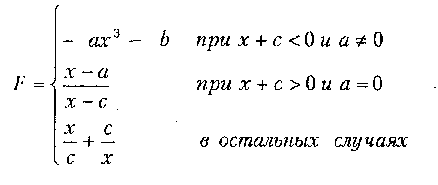 − ax³ − b при x + c < 0 и a ≠ 0
F = { (x − a)/(x − c) при x + c > 0 и a = 0
x/c + c/x в остальных случаях